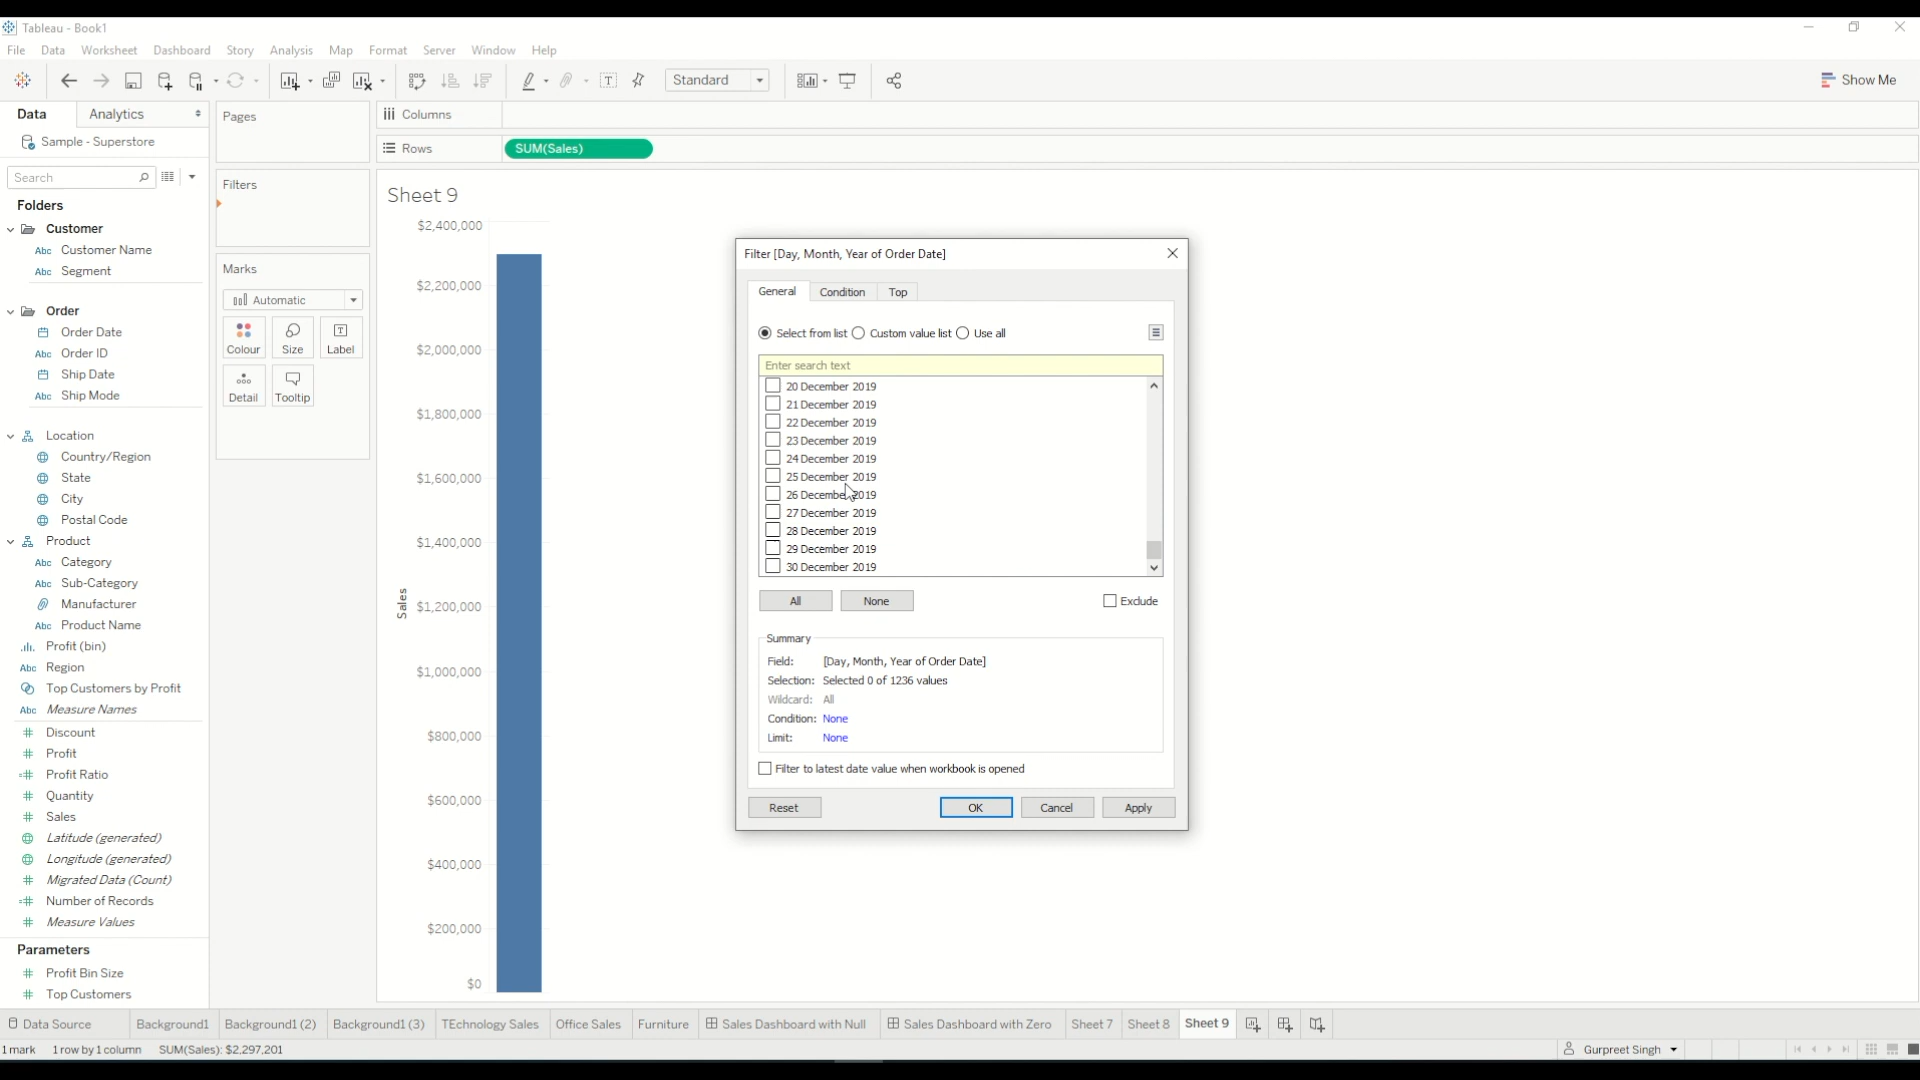 Tableau - Book1
File Data Worksheet Dashboard Story Analysis Map Format Server Window Help
Standard
Show Me
Data Analytics
Sample - Superstore
Search
Folders
Customer
Abc Customer Name
Abc Segment
Order
Order Date
Abc Order ID
Ship Date
Abc Ship Mode
Location
Country/Region
State
City
Postal Code
Product
Abc Category
Abc Sub-Category
Manufacturer
Abc Product Name
Profit (bin)
Abc Region
Top Customers by Profit
Abc Measure Names
# Discount
# Profit
=# Profit Ratio
# Quantity
# Sales
Latitude (generated)
Longitude (generated)
# Migrated Data (Count)
=# Number of Records
# Measure Values
Parameters
# Profit Bin Size
# Top Customers
Pages
Filters
Marks
Automatic
Colour Size Label
Detail Tooltip
Columns
Rows SUM(Sales)
Sheet 9
$2,400,000
$2,200,000
$2,000,000
$1,800,000
$1,600,000
$1,400,000
$1,200,000
$1,000,000
$800,000
$600,000
$400,000
$200,000
$0
Sales
Filter [Day, Month, Year of Order Date]
General Condition Top
Select from list Custom value list Use all
Enter search text
20 December 2019
21 December 2019
22 December 2019
23 December 2019
24 December 2019
25 December 2019
26 December 2019
27 December 2019
28 December 2019
29 December 2019
30 December 2019
All None Exclude
Summary
Field: [Day, Month, Year of Order Date]
Selection: Selected 0 of 1236 values
Wildcard: All
Condition: None
Limit: None
Filter to latest date value when workbook is opened
Reset OK Cancel Apply
Data Source Background1 Background1 (2) Background1 (3) TEchnology Sales Office Sales Furniture Sales Dashboard with Null Sales Dashboard with Zero Sheet 7 Sheet 8 Sheet 9
1 mark 1 row by 1 column SUM(Sales): $2,297,201 Gurpreet Singh